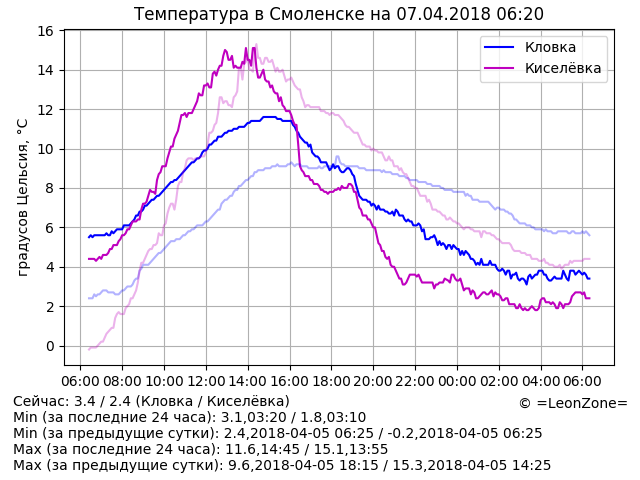 Температура в Смоленске на 07.04.2018 06:20
Кловка
Киселёвка
градусов Цельсия, °C
16
14
12
10
8
6
4
2
0
06:00 08:00 10:00 12:00 14:00 16:00 18:00 20:00 22:00 00:00 02:00 04:00 06:00
Сейчас: 3.4 / 2.4 (Кловка / Киселёвка)
© =LeonZone=
Min (за последние 24 часа): 3.1,03:20 / 1.8,03:10
Min (за предыдущие сутки): 2.4,2018-04-05 06:25 / -0.2,2018-04-05 06:25
Max (за последние 24 часа): 11.6,14:45 / 15.1,13:55
Max (за предыдущие сутки): 9.6,2018-04-05 18:15 / 15.3,2018-04-05 14:25